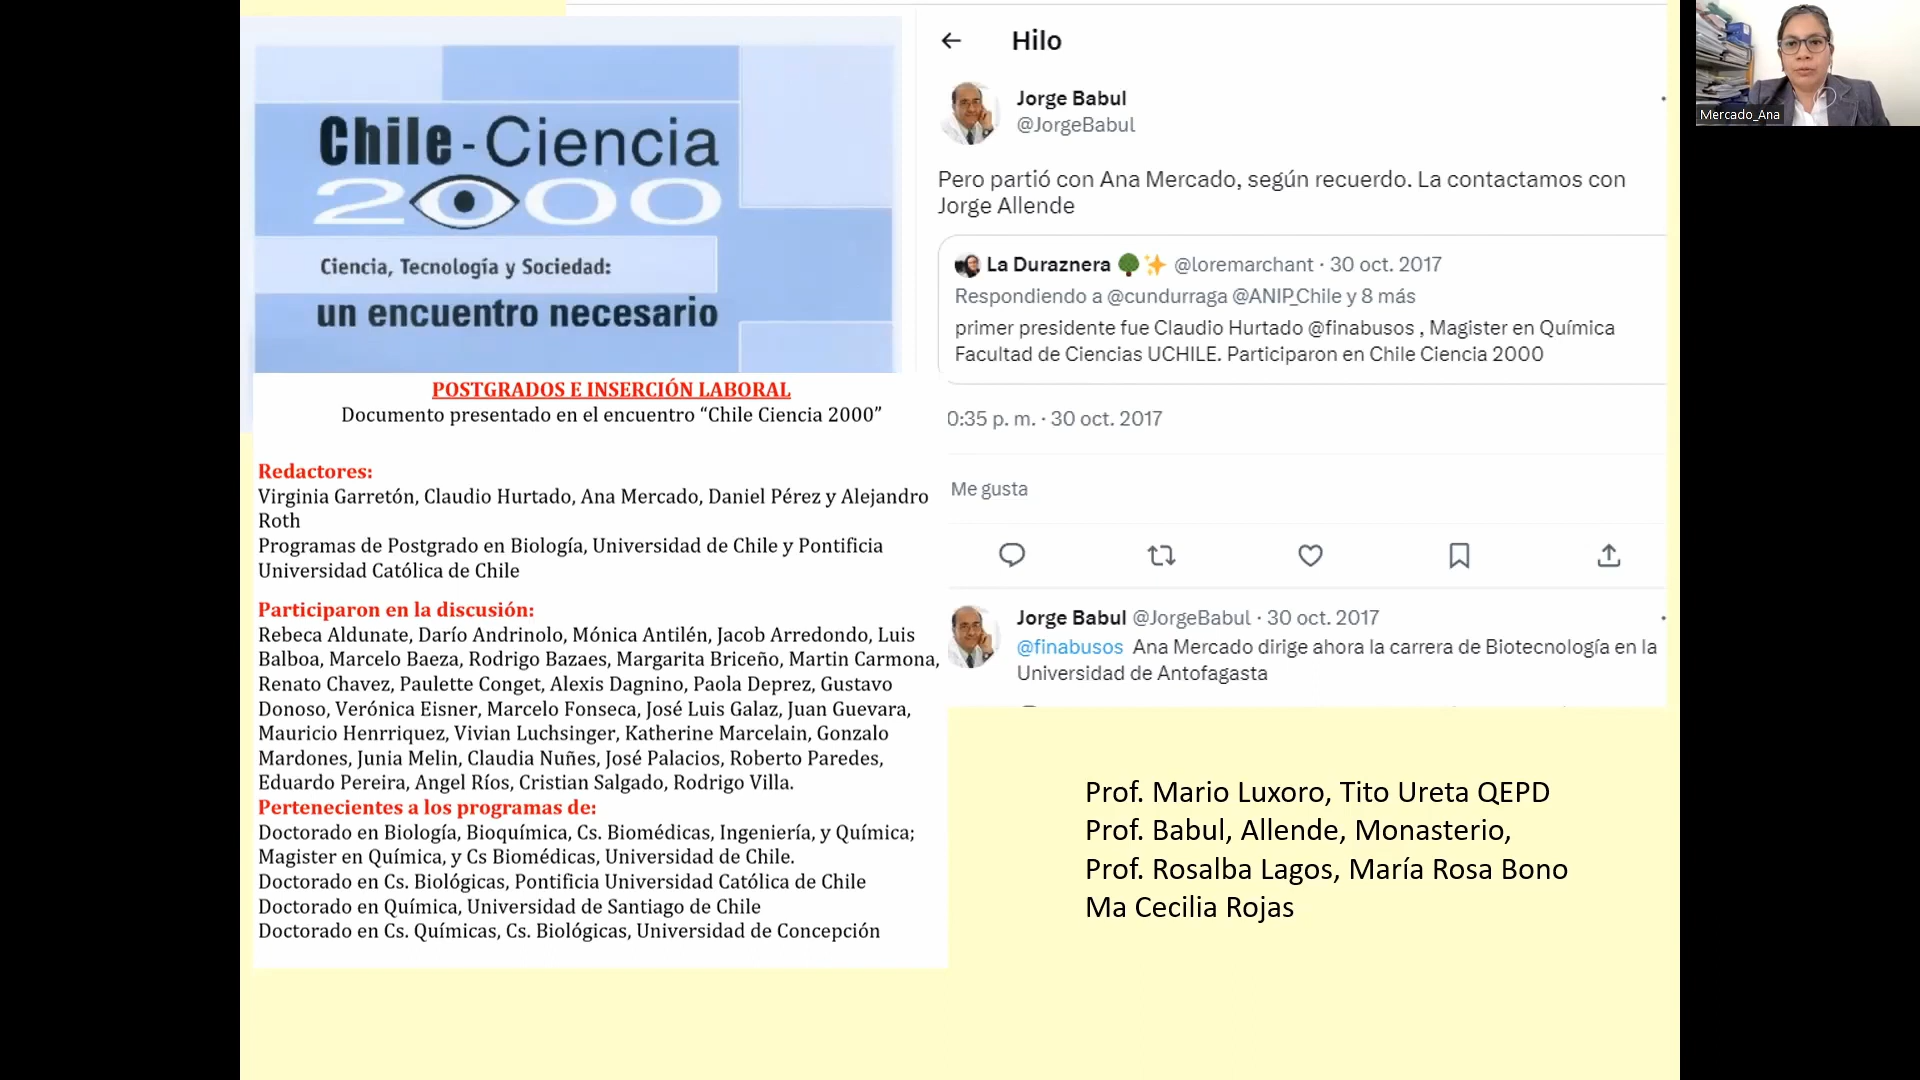 Chile-Ciencia
2000
Ciencia, Tecnología y Sociedad:
un encuentro necesario
POSTGRADOS E INSERCIÓN LABORAL
Documento presentado en el encuentro “Chile Ciencia 2000”
Redactores:
Virginia Garretón, Claudio Hurtado, Ana Mercado, Daniel Pérez y Alejandro
Roth
Programas de Postgrado en Biología, Universidad de Chile y Pontificia
Universidad Católica de Chile
Participaron en la discusión:
Rebeca Aldunate, Darío Andrinolo, Mónica Antilén, Jacob Arredondo, Luis
Balboa, Marcelo Baeza, Rodrigo Bazaes, Margarita Briceño, Martin Carmona,
Renato Chavez, Paulette Conget, Alexis Dagnino, Paola Deprez, Gustavo
Donoso, Verónica Eisner, Marcelo Fonseca, José Luis Galaz, Juan Guevara,
Mauricio Henrriquez, Vivian Luchsinger, Katherine Marcelain, Gonzalo
Mardones, Junia Melin, Claudia Nuñes, José Palacios, Roberto Paredes,
Eduardo Pereira, Angel Ríos, Cristian Salgado, Rodrigo Villa.
Pertenecientes a los programas de:
Doctorado en Biología, Bioquímica, Cs. Biomédicas, Ingeniería, y Química;
Magister en Química, y Cs Biomédicas, Universidad de Chile.
Doctorado en Cs. Biológicas, Pontificia Universidad Católica de Chile
Doctorado en Química, Universidad de Santiago de Chile
Doctorado en Cs. Químicas, Cs. Biológicas, Universidad de Concepción
Hilo
Jorge Babul
@JorgeBabul
Pero partió con Ana Mercado, según recuerdo. La contactamos con
Jorge Allende
La Duraznera 🌳✨ @loremarchant · 30 oct. 2017
Respondiendo a @cundurraga @ANIP_Chile y 8 más
primer presidente fue Claudio Hurtado @finabusos , Magister en Química
Facultad de Ciencias UCHILE. Participaron en Chile Ciencia 2000
0:35 p. m. · 30 oct. 2017
Me gusta
Jorge Babul @JorgeBabul · 30 oct. 2017
@finabusos Ana Mercado dirige ahora la carrera de Biotecnología en la
Universidad de Antofagasta
Prof. Mario Luxoro, Tito Ureta QEPD
Prof. Babul, Allende, Monasterio,
Prof. Rosalba Lagos, María Rosa Bono
Ma Cecilia Rojas
Mercado_Ana